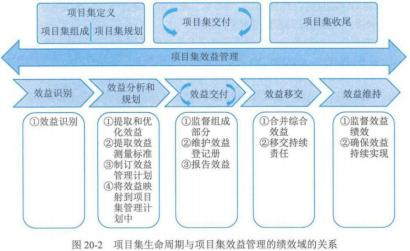 项目集定义
项目集组成 项目集规划
项目集交付
项目集收尾
项目集效益管理
效益识别
效益分析和
规划
效益交付
效益移交
效益维持
①效益识别
①提取和优
化效益
②提取效益
测量标准
③制订效益
管理计划
④将效益映
射到项目
集管理计
划中
①监督组成
部分
②维护效益
登记册
③报告效益
①合并综合
效益
②移交持续
责任
①监督效益
绩效
②确保效益
持续实现
图 20-2 项目集生命周期与项目集效益管理的绩效域的关系